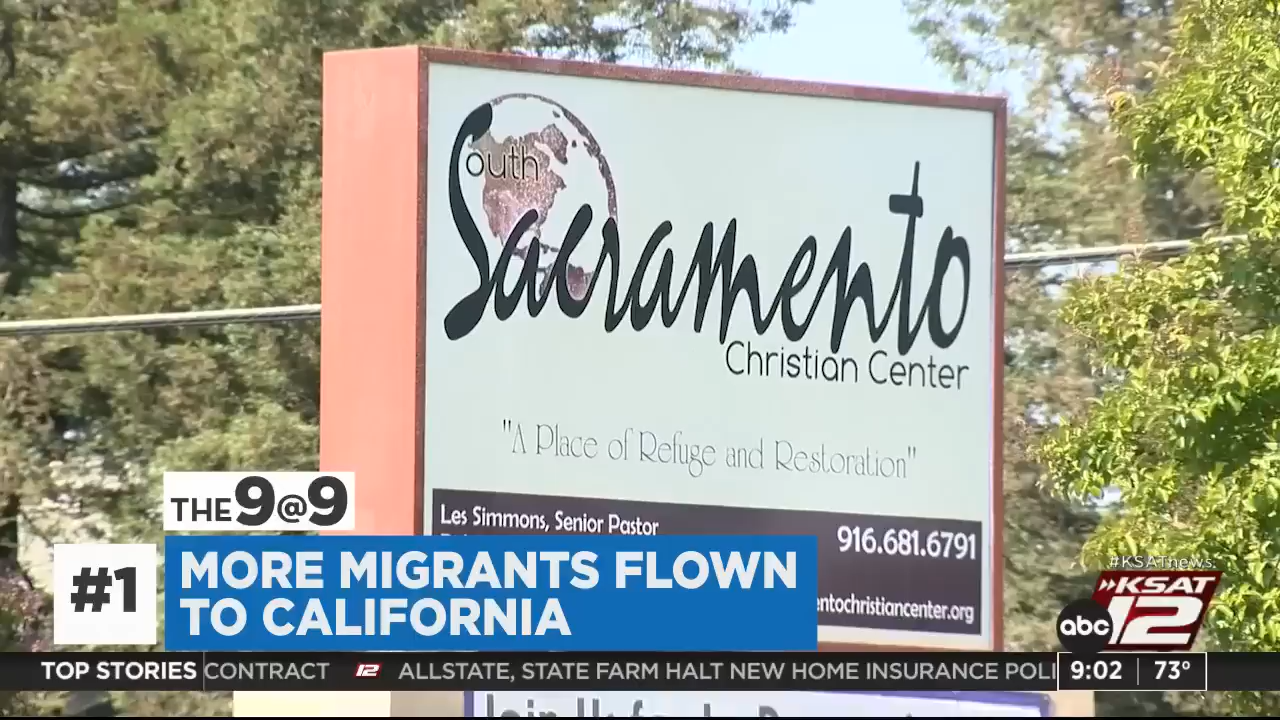 South
Sacramento
Christian Center
"A Place of Refuge and Restoration"
Les Simmons, Senior Pastor
916.681.6791
entochristiancenter.org
THE 9@9
#1
MORE MIGRANTS FLOWN
TO CALIFORNIA
#KSATnews
»KSAT
abc 12
TOP STORIES CONTRACT 12 ALLSTATE, STATE FARM HALT NEW HOME INSURANCE POLI 9:02 73°